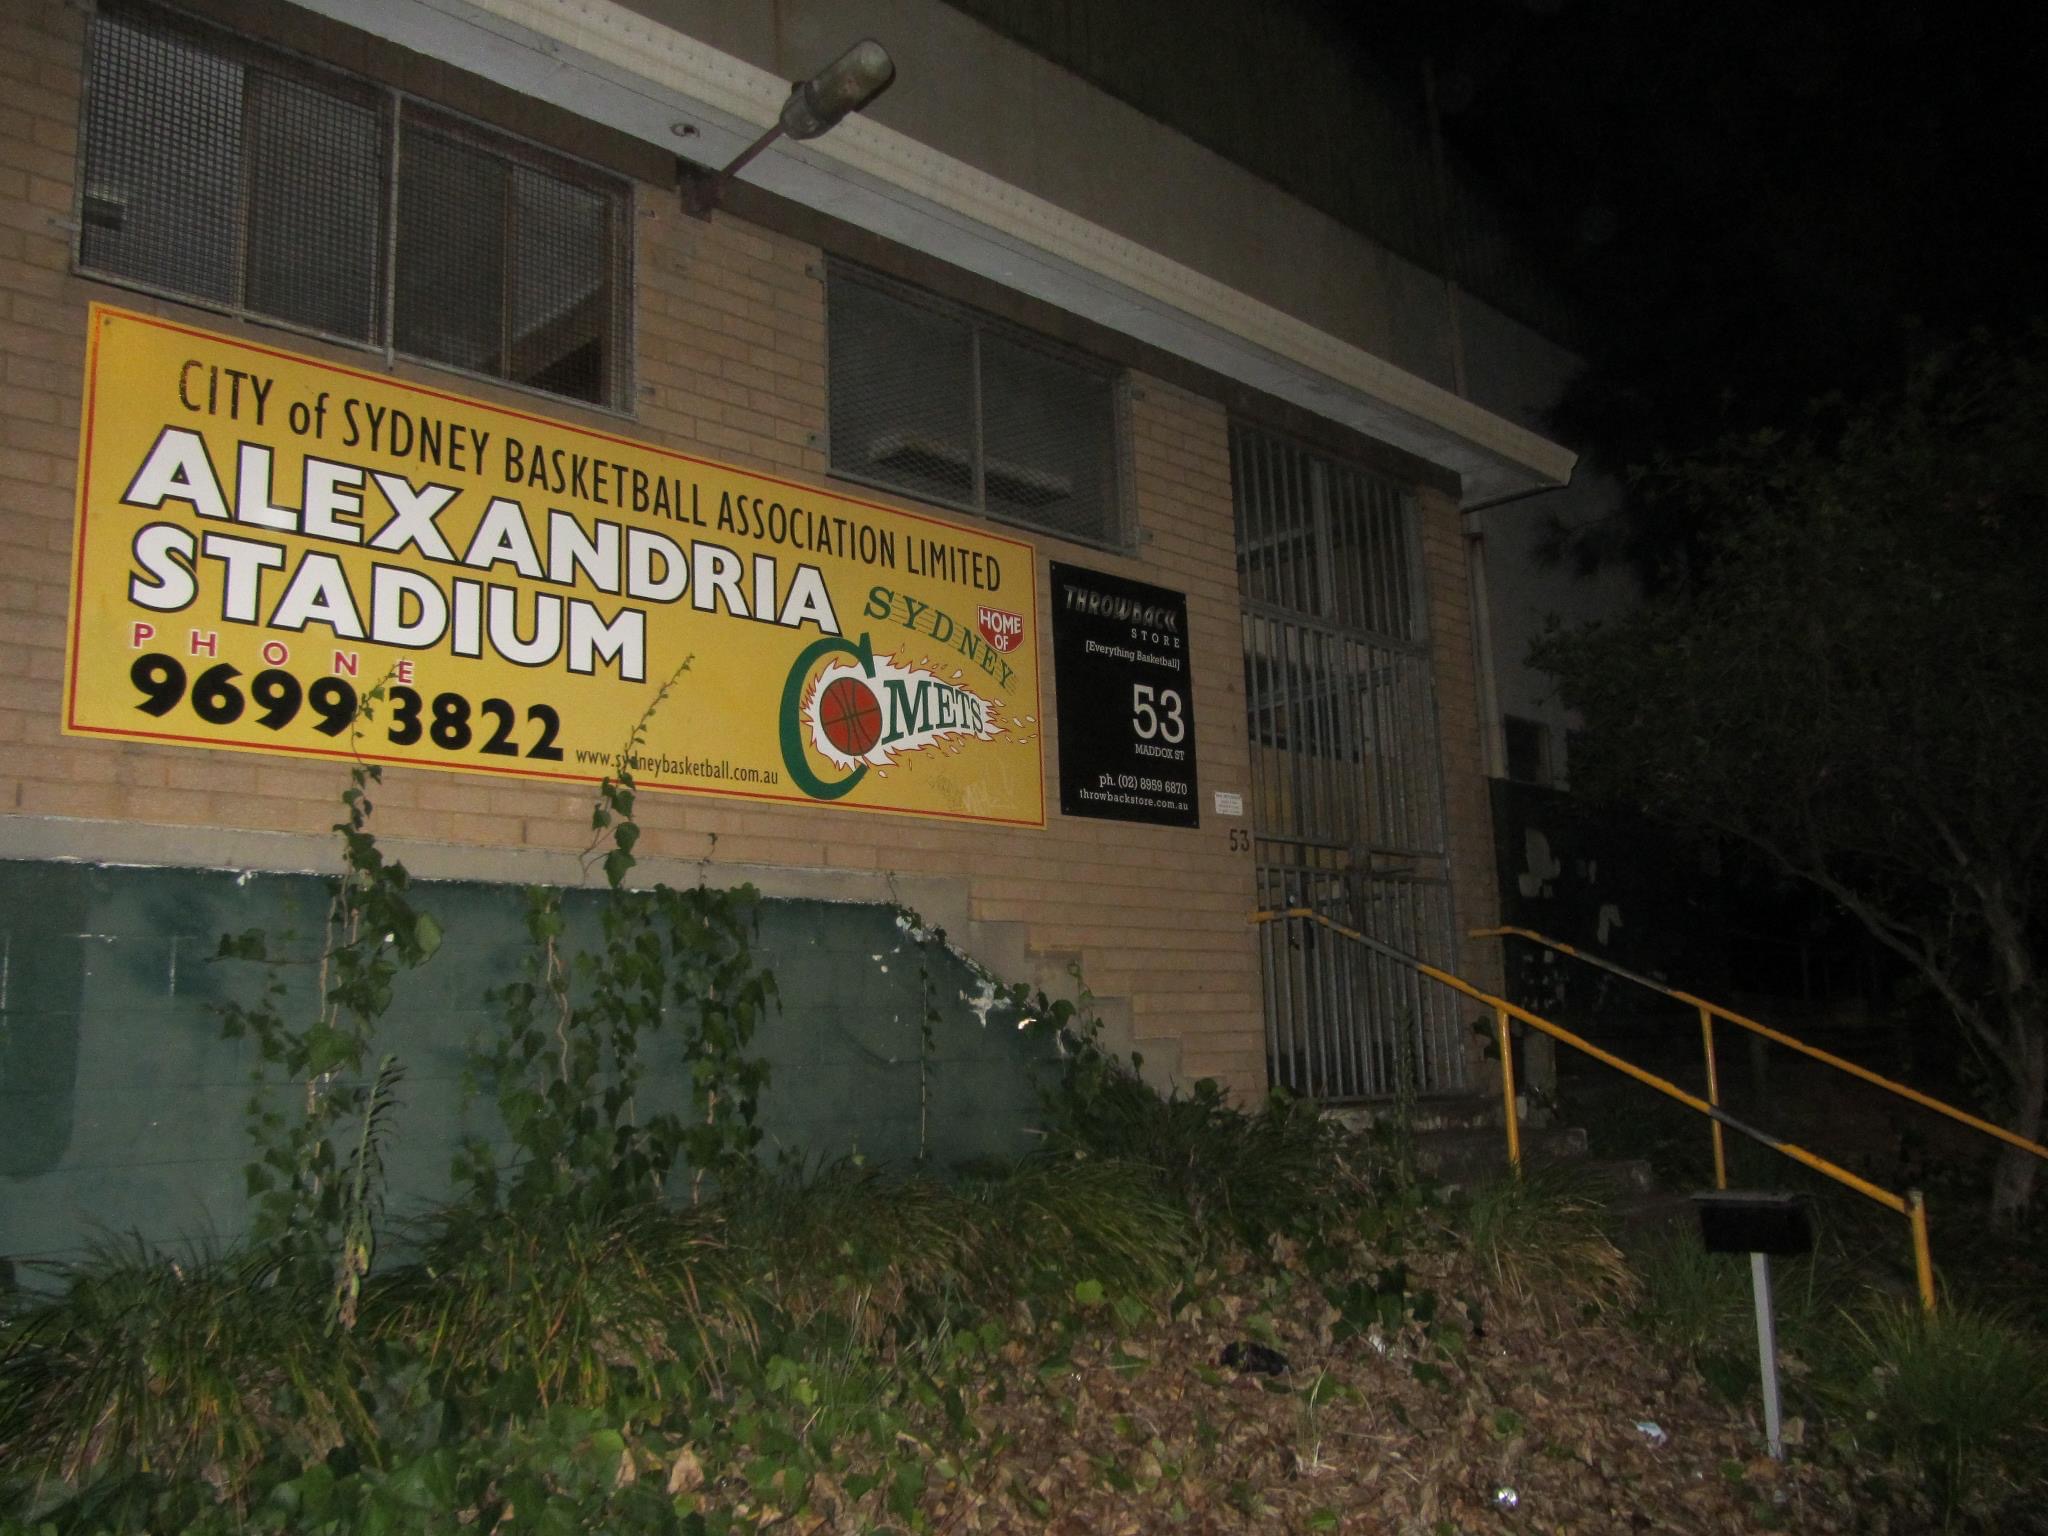 CITY of SYDNEY BASKETBALL ASSOCIATION LIMITED
ALEXANDRIA
STADIUM
PHONE
9699 3822
www.sydneybasketball.com.au
HOME
OF
SYDNEY
COMETS
THROWBACK
STORE
[Everything Basketball]
53
MADDOX ST
ph. (02) 8959 6870
throwbackstore.com.au
53